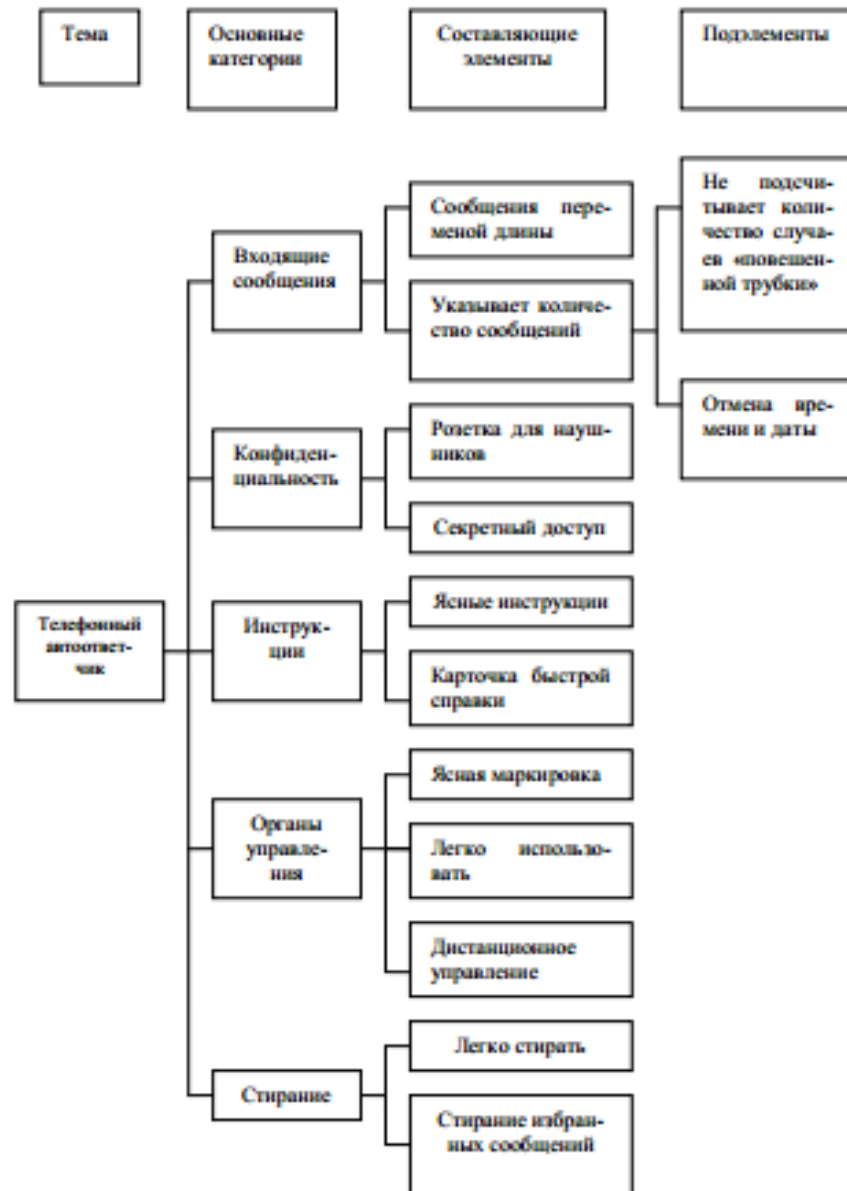 Тема
Основные
категории
Составляющие
элементы
Подэлементы
Входящие
сообщения
Сообщения пере-
меной длины
Указывает количе-
ство сообщений
Не подсчи-
тывает коли-
чество случа-
ев «повешен-
ной трубки»
Отмена вре-
мени и даты
Конфиден-
циальность
Розетка для науш-
ников
Секретный доступ
Телефонный
автоответ-
чик
Инструк-
ции
Ясные инструкции
Карточка быстрой
справки
Органы
управле-
ния
Ясная маркировка
Легко использо-
вать
Дистанционное
управление
Стирание
Легко стирать
Стирание избран-
ных сообщений